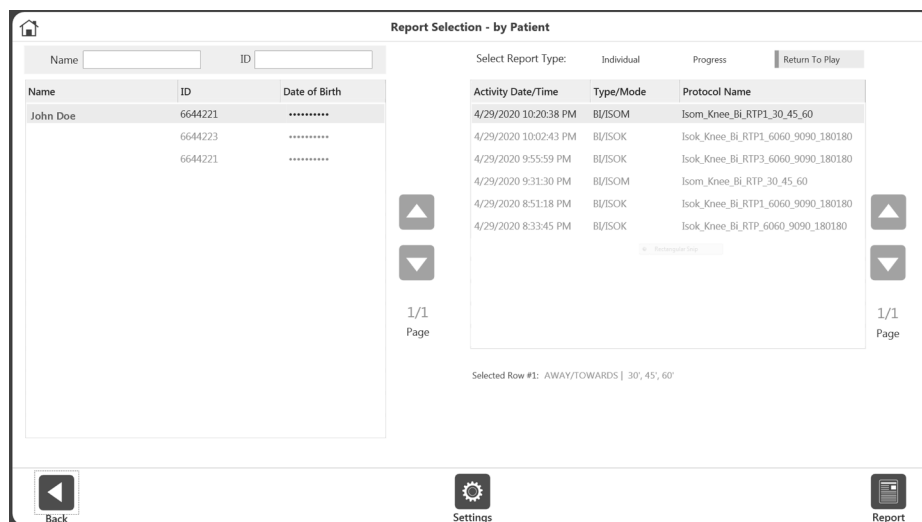 Report Selection - by Patient
Name ID
Select Report Type: Individual Progress Return To Play
Name ID Date of Birth
John Doe 6644221 ••••••••••
6644223 ••••••••••
6644221 ••••••••••
Activity Date/Time Type/Mode Protocol Name
4/29/2020 10:20:38 PM BI/ISOM Isom_Knee_Bi_RTP1_30_45_60
4/29/2020 10:02:43 PM BI/ISOK Isok_Knee_Bi_RTP1_6060_9090_180180
4/29/2020 9:55:59 PM BI/ISOK Isok_Knee_Bi_RTP3_6060_9090_180180
4/29/2020 9:31:30 PM BI/ISOM Isom_Knee_Bi_RTP_30_45_60
4/29/2020 8:51:18 PM BI/ISOK Isok_Knee_Bi_RTP1_6060_9090_180180
4/29/2020 8:33:45 PM BI/ISOK Isok_Knee_Bi_RTP_6060_9090_180180
Rectangular Snip
1/1
Page
1/1
Page
Selected Row #1: AWAY/TOWARDS | 30', 45', 60'
Back
Settings
Report